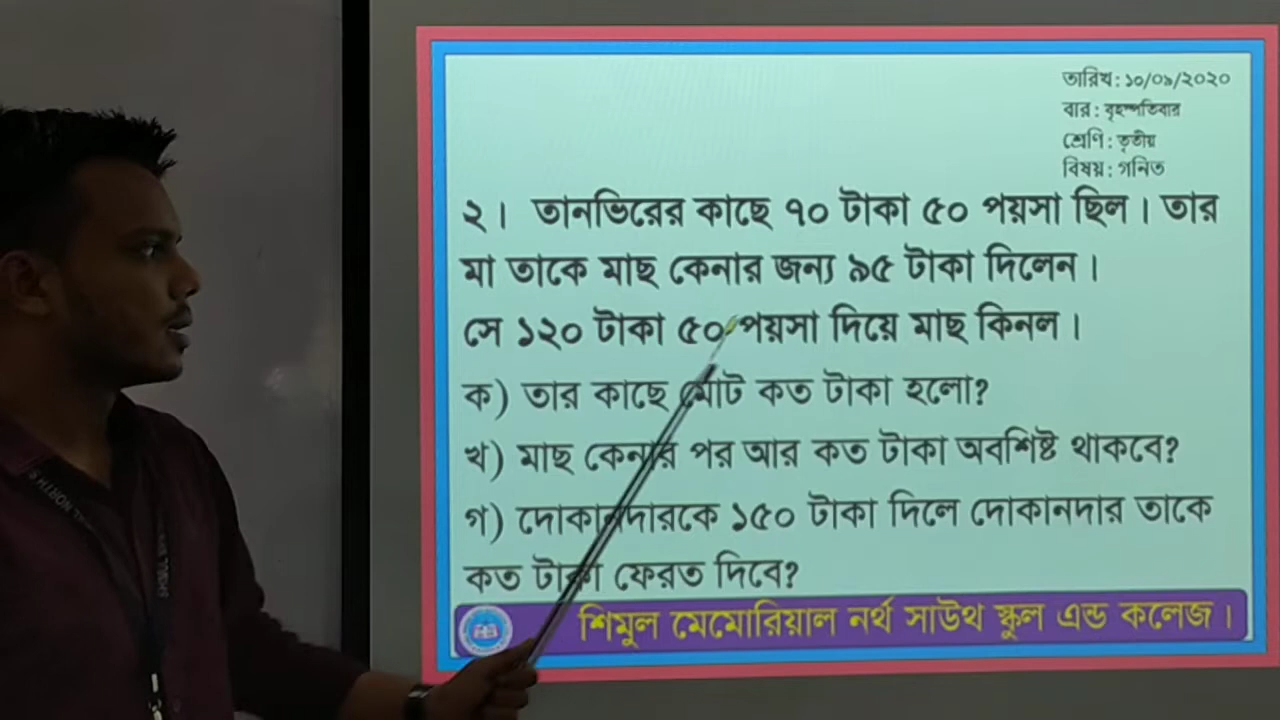 তারিখ : ১০/০৯/২০২০
বার : বৃহস্পতিবার
শ্রেণি : তৃতীয়
বিষয় : গনিত
২। তানভিরের কাছে ৭০ টাকা ৫০ পয়সা ছিল। তার
মা তাকে মাছ কেনার জন্য ৯৫ টাকা দিলেন।
সে ১২০ টাকা ৫০ পয়সা দিয়ে মাছ কিনল।
ক) তার কাছে মোট কত টাকা হলো?
খ) মাছ কেনার পর আর কত টাকা অবশিষ্ট থাকবে?
গ) দোকানদারকে ১৫০ টাকা দিলে দোকানদার তাকে
কত টাকা ফেরত দিবে?
শিমুল মেমোরিয়াল নর্থ সাউথ স্কুল এন্ড কলেজ।